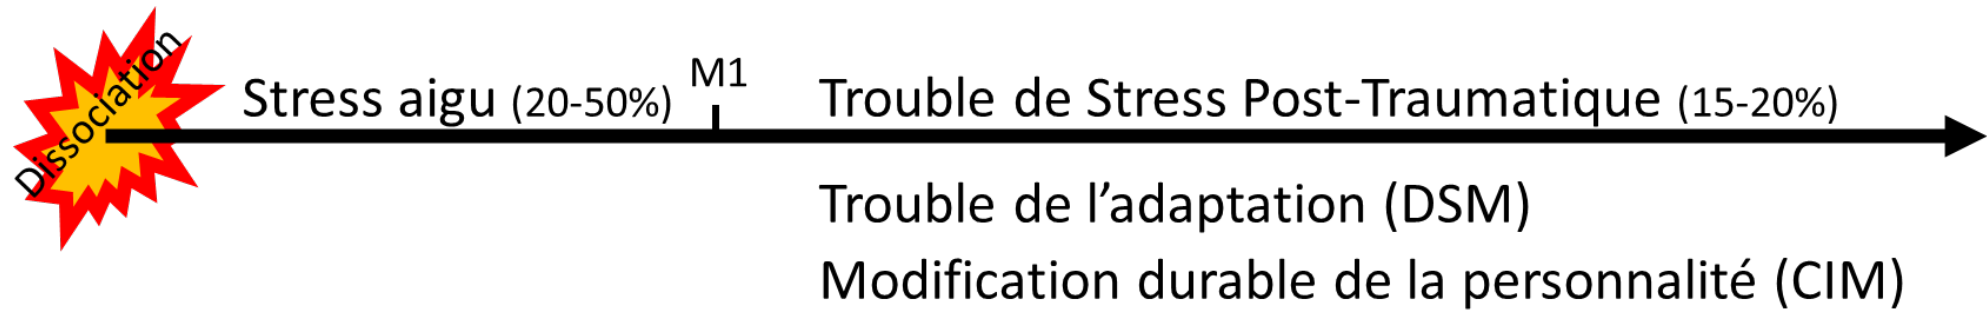 Dissociation
Stress aigu (20-50%)
M1
Trouble de Stress Post-Traumatique (15-20%)
Trouble de l’adaptation (DSM)
Modification durable de la personnalité (CIM)